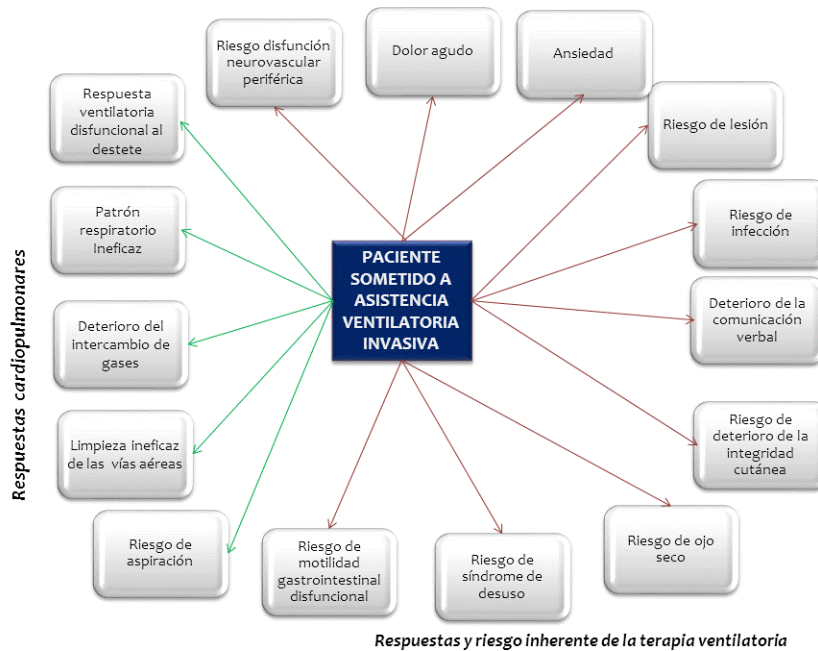 Riesgo disfunción
neurovascular
periférica
Dolor agudo
Ansiedad
Respuesta
ventilatoria
disfuncional al
destete
Riesgo de lesión
Patrón
respiratorio
Ineficaz
Riesgo de
infección
PACIENTE
SOMETIDO A
ASISTENCIA
VENTILATORIA
INVASIVA
Deterioro del
intercambio de
gases
Deterioro de la
comunicación
verbal
Limpieza ineficaz
de las vías aéreas
Riesgo de
deterioro de la
integridad
cutánea
Riesgo de
aspiración
Riesgo de
motilidad
gastrointestinal
disfuncional
Riesgo de
síndrome de
desuso
Riesgo de ojo
seco
Respuestas cardiopulmonares
Respuestas y riesgo inherente de la terapia ventilatoria